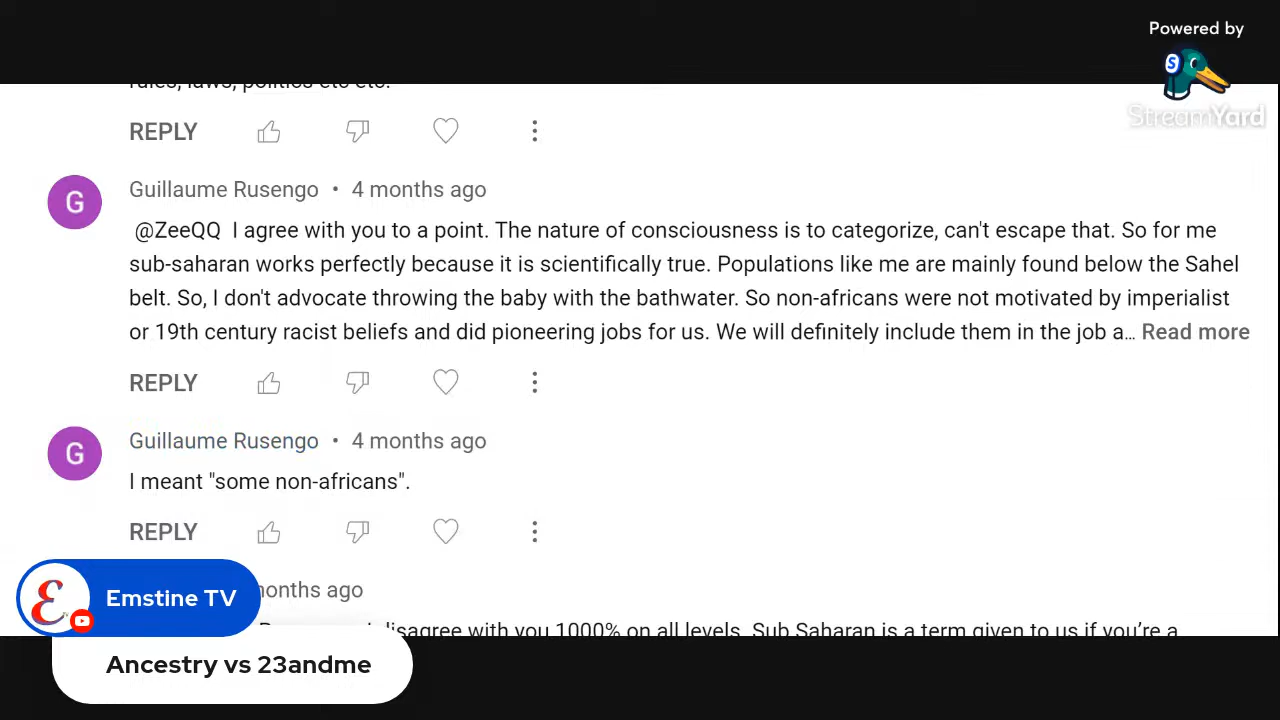 Powered by
StreamYard
rules, laws, politics etc etc.
REPLY
G
Guillaume Rusengo • 4 months ago
@ZeeQQ I agree with you to a point. The nature of consciousness is to categorize, can't escape that. So for me
sub-saharan works perfectly because it is scientifically true. Populations like me are mainly found below the Sahel
belt. So, I don't advocate throwing the baby with the bathwater. So non-africans were not motivated by imperialist
or 19th century racist beliefs and did pioneering jobs for us. We will definitely include them in the job a... Read more
REPLY
G
Guillaume Rusengo • 4 months ago
I meant "some non-africans".
REPLY
months ago
disagree with you 1000% on all levels. Sub Saharan is a term given to us if you’re a
Emstine TV
Ancestry vs 23andme